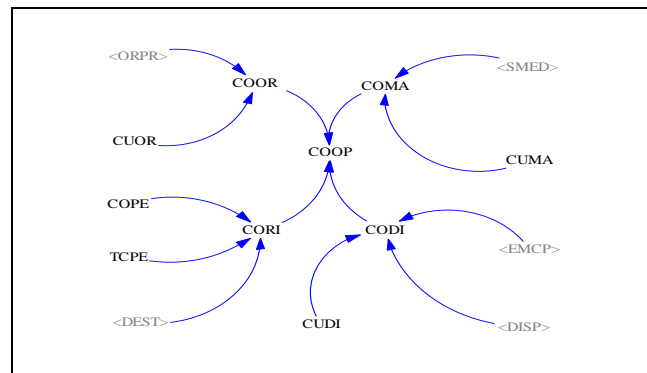 <ORPR>
<SMED>
COOR
COMA
CUOR
COOP
CUMA
COPE
CORI
CODI
TCPE
<EMCP>
<DEST>
CUDI
<DISP>